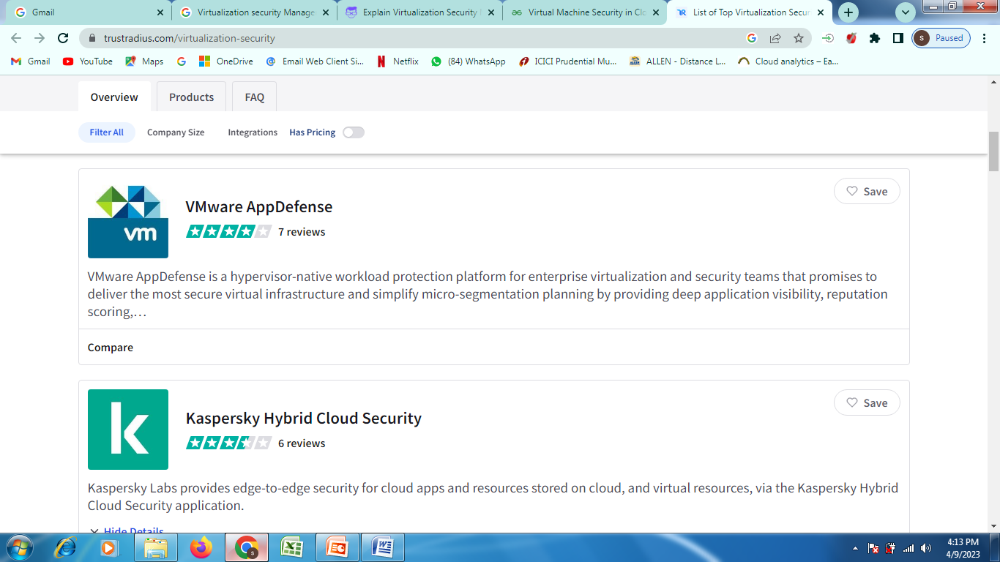 Gmail
Virtualization security Manage
Explain Virtualization Security
Virtual Machine Security in Clo
List of Top Virtualization Secur
trustradius.com/virtualization-security
S
Paused
Gmail
YouTube
Maps
OneDrive
Email Web Client Si...
Netflix
(84) WhatsApp
ICICI Prudential Mu...
ALLEN - Distance L...
Cloud analytics – Ea...
Overview
Products
FAQ
Filter All
Company Size
Integrations
Has Pricing
vm
VMware AppDefense
7 reviews
Save
VMware AppDefense is a hypervisor-native workload protection platform for enterprise virtualization and security teams that promises to
deliver the most secure virtual infrastructure and simplify micro-segmentation planning by providing deep application visibility, reputation
scoring,…
Compare
k
Kaspersky Hybrid Cloud Security
6 reviews
Save
Kaspersky Labs provides edge-to-edge security for cloud apps and resources stored on cloud, and virtual resources, via the Kaspersky Hybrid
Cloud Security application.
Hide Details
4:13 PM
4/9/2023